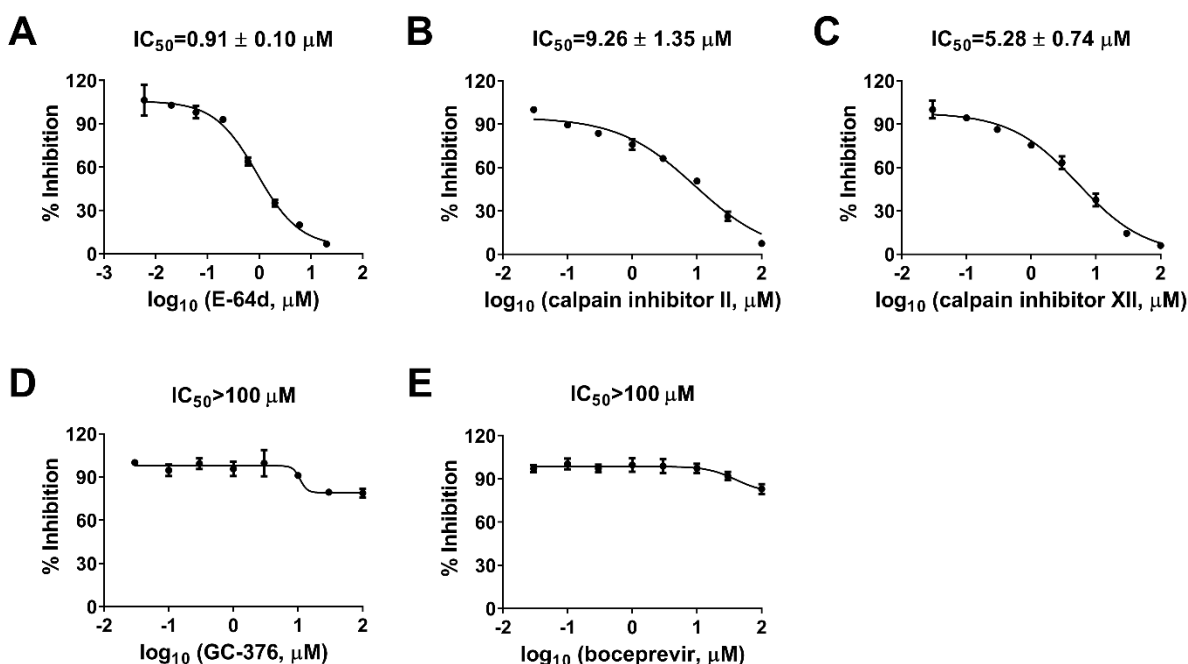 A
IC50=0.91 ± 0.10 μM
% Inhibition
120
90
60
30
0
-3 -2 -1 0 1 2
log10 (E-64d, μM)
B
IC50=9.26 ± 1.35 μM
% Inhibition
120
90
60
30
0
-2 -1 0 1 2
log10 (calpain inhibitor II, μM)
C
IC50=5.28 ± 0.74 μM
% Inhibition
120
90
60
30
0
-2 -1 0 1 2
log10 (calpain inhibitor XII, μM)
D
IC50>100 μM
% Inhibition
120
90
60
30
0
-2 -1 0 1 2
log10 (GC-376, μM)
E
IC50>100 μM
% Inhibition
120
90
60
30
0
-2 -1 0 1 2
log10 (boceprevir, μM)